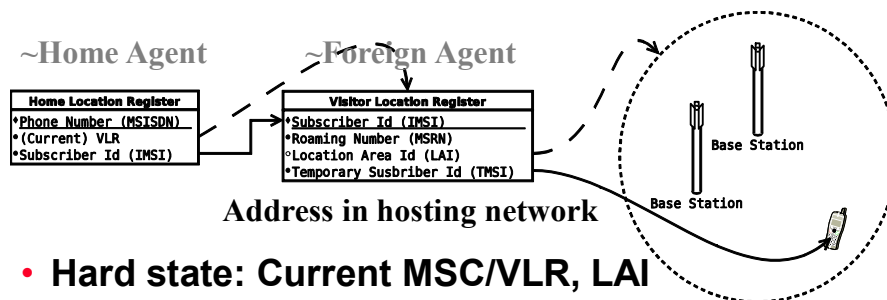 ~Home Agent
~Foreign Agent
Home Location Register
♦Phone Number (MSISDN)
•(Current) VLR
•Subscriber Id (IMSI)
Visitor Location Register
♦Subscriber Id (IMSI)
•Roaming Number (MSRN)
◦Location Area Id (LAI)
•Temporary Susbriber Id (TMSI)
Base Station
Base Station
Address in hosting network
• Hard state: Current MSC/VLR, LAI